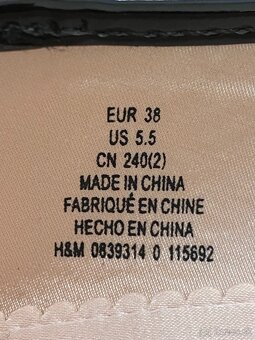 EUR 38
US 5.5
CN 240(2)
MADE IN CHINA
FABRIQUÉ EN CHINE
HECHO EN CHINA
H&M 0839314 0 115692